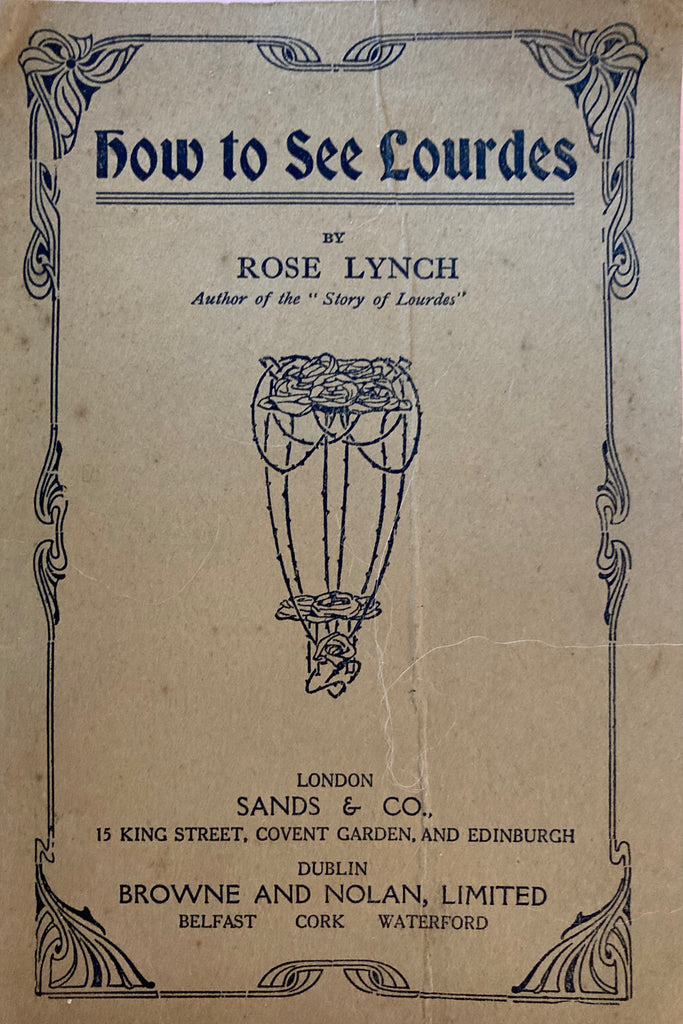 How to See Lourdes
BY
ROSE LYNCH
Author of the " Story of Lourdes"
LONDON
SANDS & CO.,
15 KING STREET, COVENT GARDEN, AND EDINBURGH
DUBLIN
BROWNE AND NOLAN, LIMITED
BELFAST CORK WATERFORD